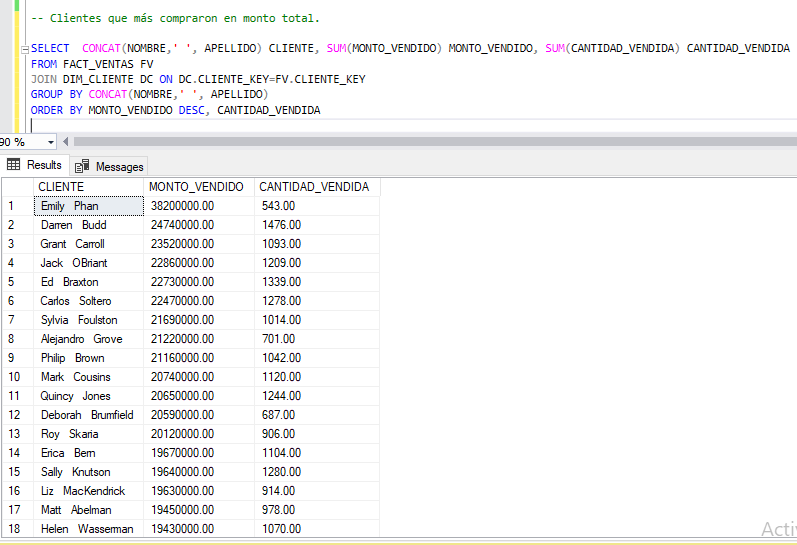 -- Clientes que más compraron en monto total.
SELECT  CONCAT(NOMBRE,' ', APELLIDO) CLIENTE, SUM(MONTO_VENDIDO) MONTO_VENDIDO, SUM(CANTIDAD_VENDIDA) CANTIDAD_VENDIDA
FROM FACT_VENTAS FV
JOIN DIM_CLIENTE DC ON DC.CLIENTE_KEY=FV.CLIENTE_KEY
GROUP BY CONCAT(NOMBRE,' ', APELLIDO)
ORDER BY MONTO_VENDIDO DESC, CANTIDAD_VENDIDA
90 %
Results Messages
CLIENTE MONTO_VENDIDO CANTIDAD_VENDIDA
1 Emily Phan 38200000.00 543.00
2 Darren Budd 24740000.00 1476.00
3 Grant Carroll 23520000.00 1093.00
4 Jack OBriant 22860000.00 1209.00
5 Ed Braxton 22730000.00 1339.00
6 Carlos Soltero 22470000.00 1278.00
7 Sylvia Foulston 21690000.00 1014.00
8 Alejandro Grove 21220000.00 701.00
9 Philip Brown 21160000.00 1042.00
10 Mark Cousins 20740000.00 1120.00
11 Quincy Jones 20650000.00 1244.00
12 Deborah Brumfield 20590000.00 687.00
13 Roy Skaria 20120000.00 906.00
14 Erica Bern 19670000.00 1104.00
15 Sally Knutson 19640000.00 1280.00
16 Liz MacKendrick 19630000.00 914.00
17 Matt Abelman 19450000.00 978.00
18 Helen Wasserman 19430000.00 1070.00